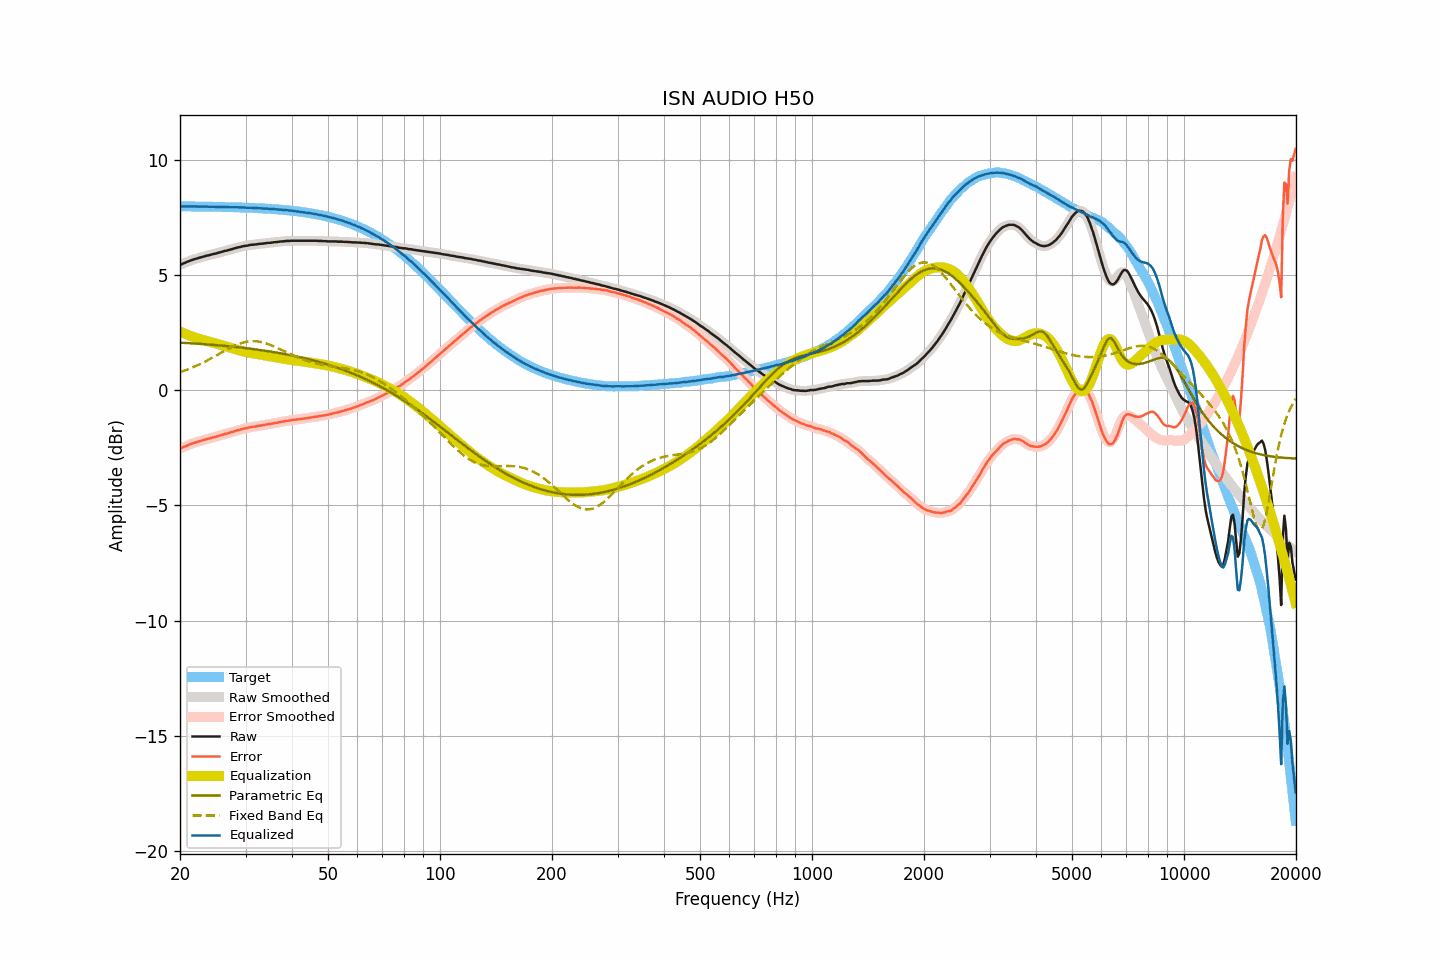 ISN AUDIO H50
Amplitude (dBr)
10
5
0
−5
−10
−15
−20
Target
Raw Smoothed
Error Smoothed
Raw
Error
Equalization
Parametric Eq
Fixed Band Eq
Equalized
20 50 100 200 500 1000 2000 5000 10000 20000
Frequency (Hz)